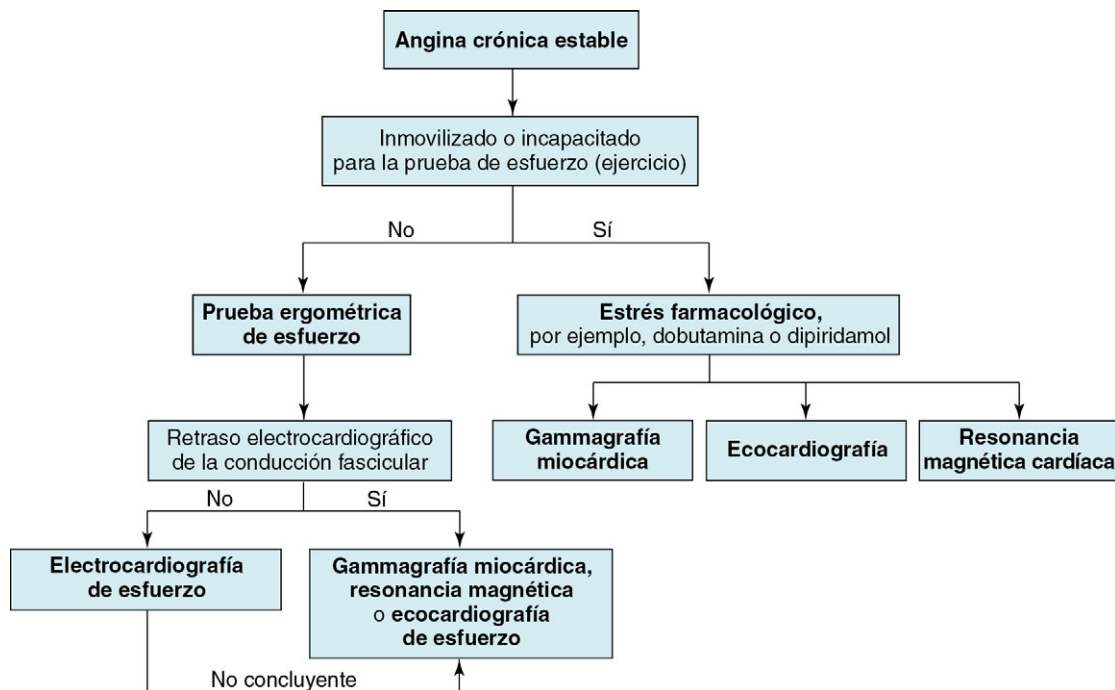 Angina crónica estable
Inmovilizado o incapacitado
para la prueba de esfuerzo (ejercicio)
No
Sí
Prueba ergométrica
de esfuerzo
Estrés farmacológico,
por ejemplo, dobutamina o dipiridamol
Retraso electrocardiográfico
de la conducción fascicular
Gammagrafía
miocárdica
Ecocardiografía
Resonancia
magnética cardíaca
No
Sí
Electrocardiografía
de esfuerzo
Gammagrafía miocárdica,
resonancia magnética
o ecocardiografía
de esfuerzo
No concluyente